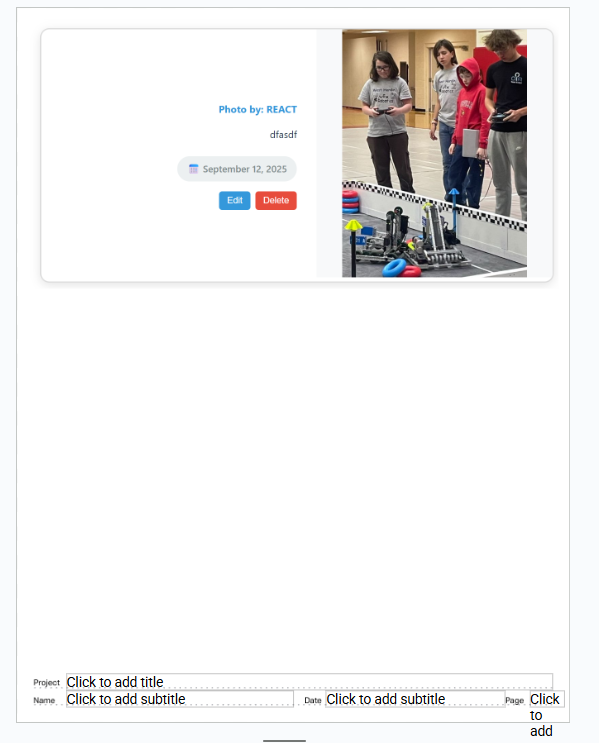 Photo by: REACT
dfasdf
📅 September 12, 2025
Edit Delete
Project Click to add title
Name Click to add subtitle Date Click to add subtitle Page Click
to
add